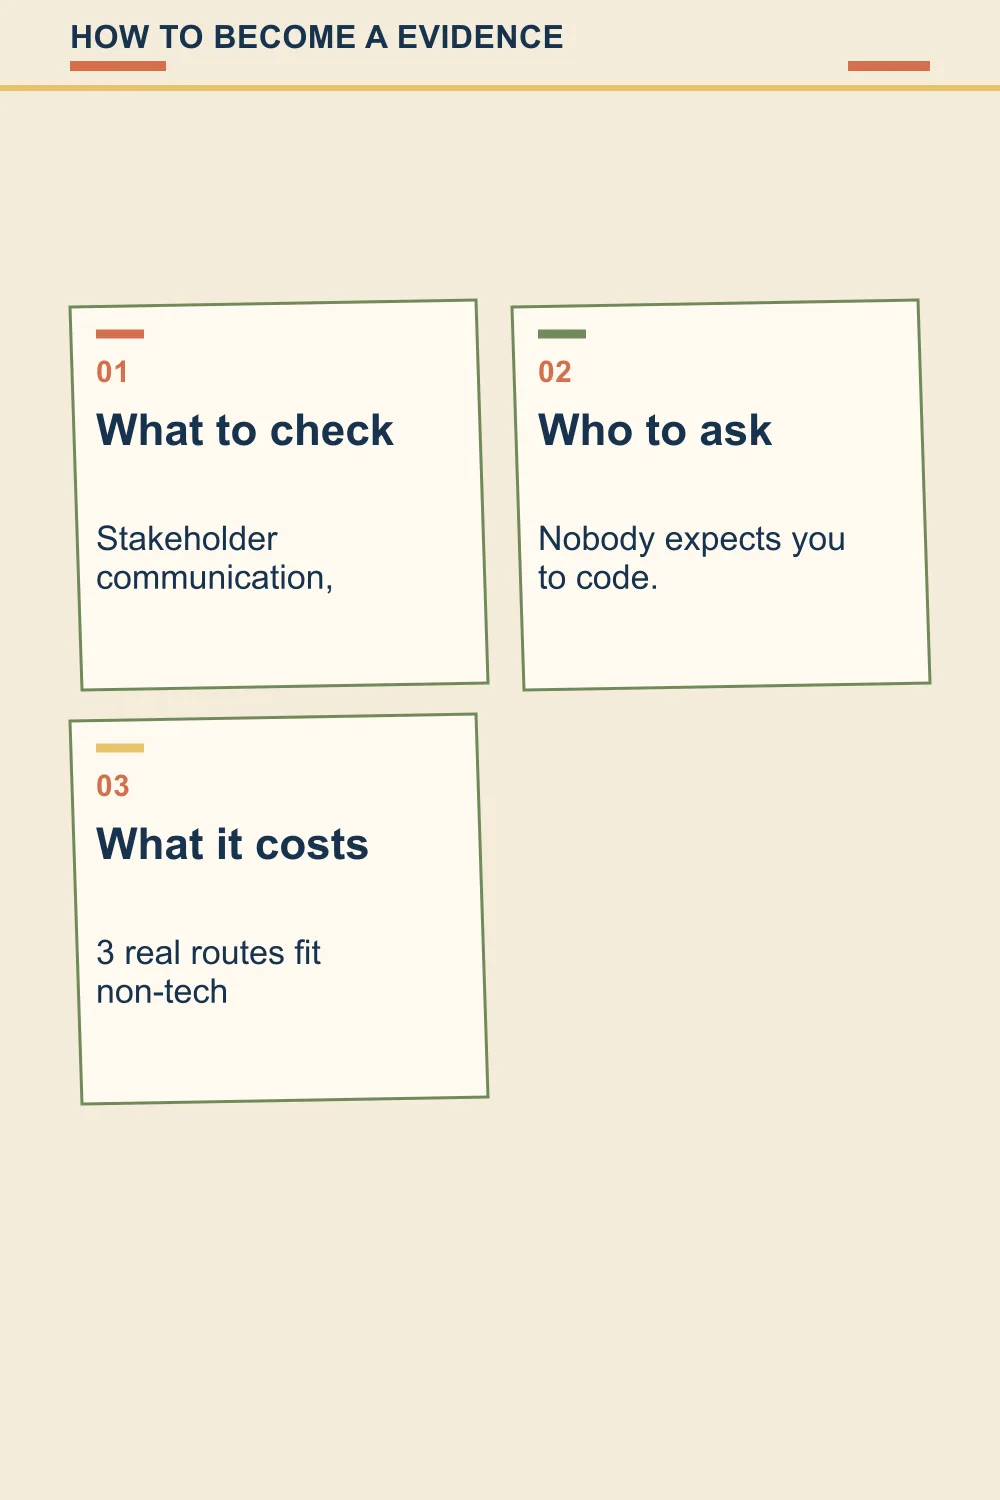 HOW TO BECOME A EVIDENCE
01
What to check
Stakeholder
communication,
02
Who to ask
Nobody expects you
to code.
03
What it costs
3 real routes fit
non-tech